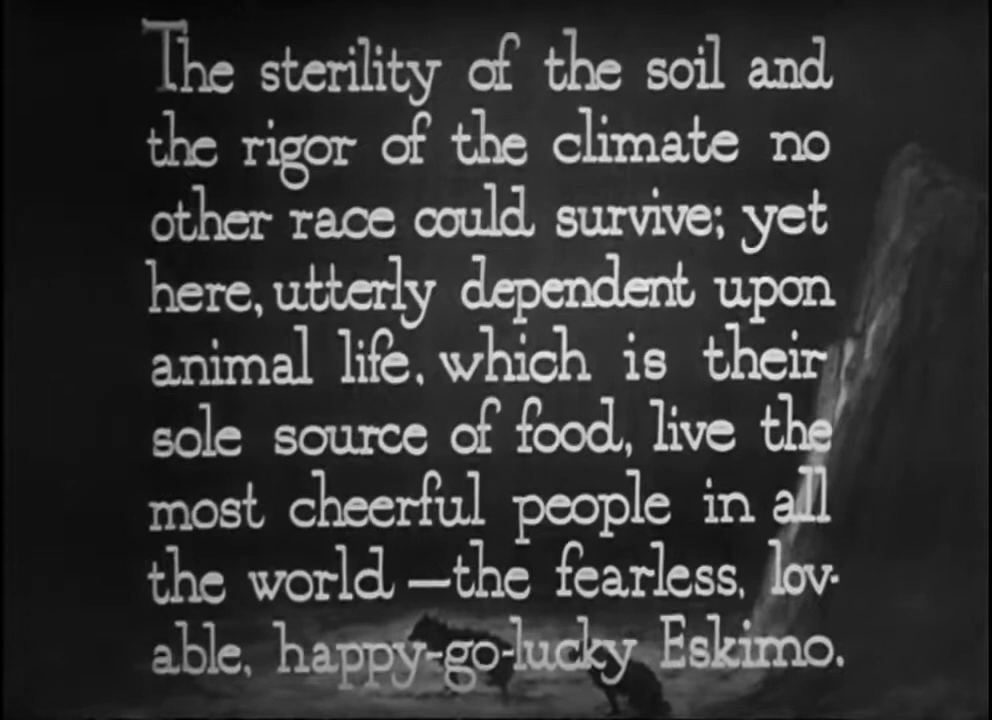 The sterility of the soil and
the rigor of the climate no
other race could survive; yet
here, utterly dependent upon
animal life, which is their
sole source of food, live the
most cheerful people in all
the world—the fearless, lov-
able, happy-go-lucky Eskimo.